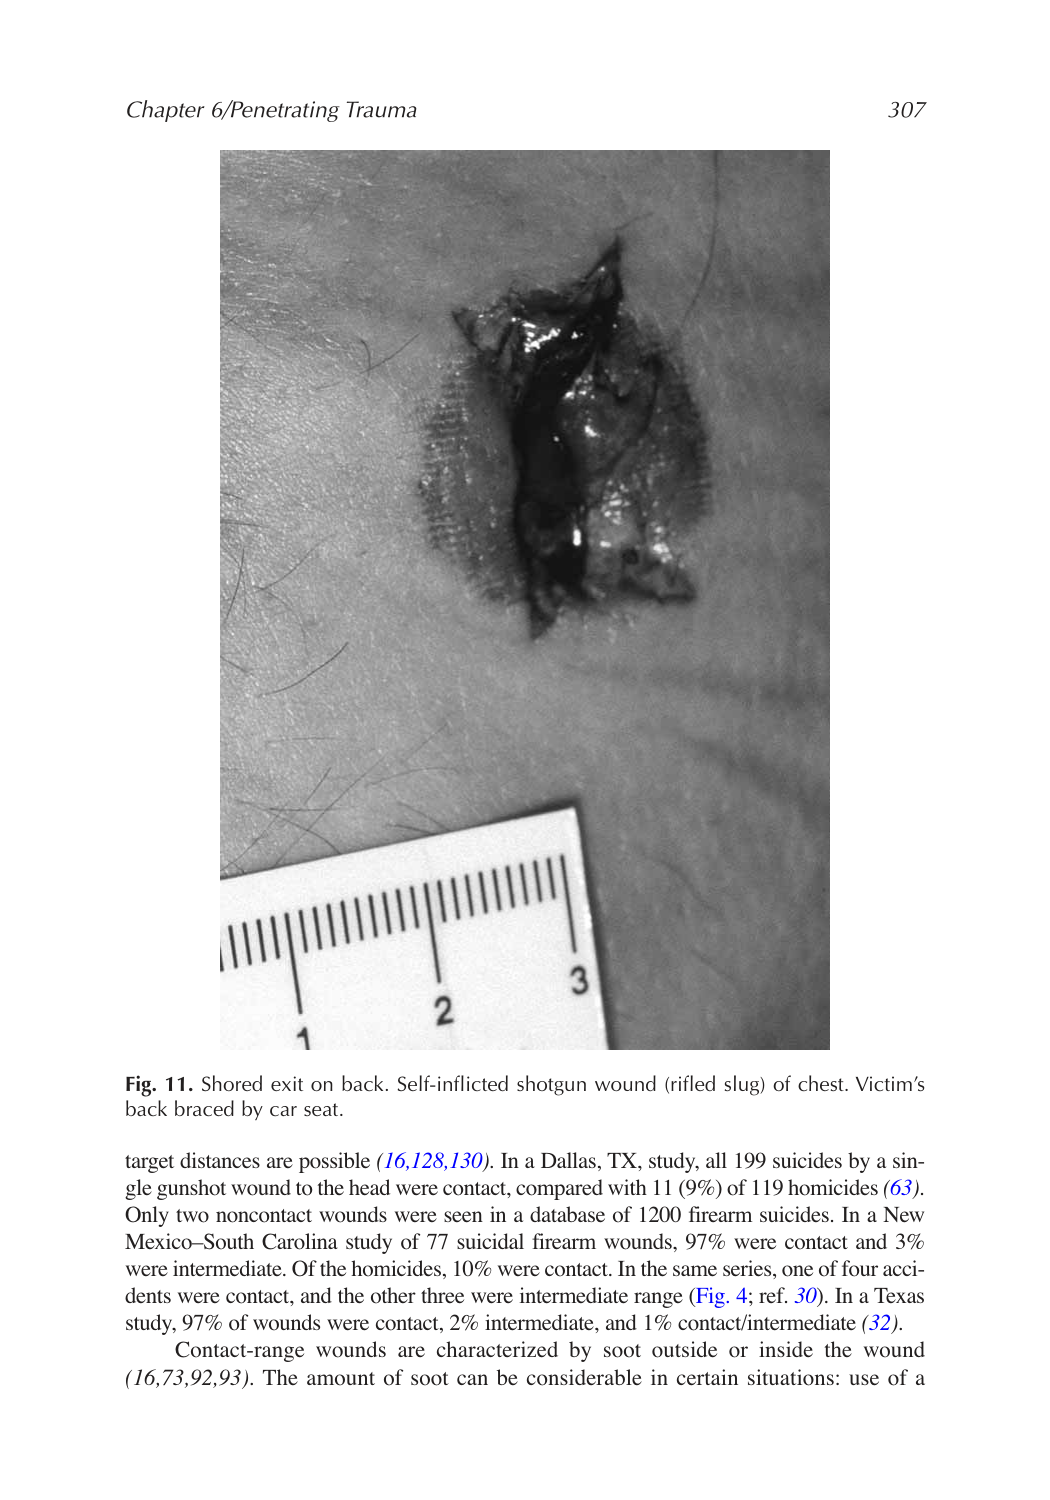 Chapter 6/Penetrating Trauma 307
1
2
3
Fig. 11. Shored exit on back. Self-inflicted shotgun wound (rifled slug) of chest. Victim's
back braced by car seat.
target distances are possible (16,128,130). In a Dallas, TX, study, all 199 suicides by a sin-
gle gunshot wound to the head were contact, compared with 11 (9%) of 119 homicides (63).
Only two noncontact wounds were seen in a database of 1200 firearm suicides. In a New
Mexico–South Carolina study of 77 suicidal firearm wounds, 97% were contact and 3%
were intermediate. Of the homicides, 10% were contact. In the same series, one of four acci-
dents were contact, and the other three were intermediate range (Fig. 4; ref. 30). In a Texas
study, 97% of wounds were contact, 2% intermediate, and 1% contact/intermediate (32).
Contact-range wounds are characterized by soot outside or inside the wound
(16,73,92,93). The amount of soot can be considerable in certain situations: use of a